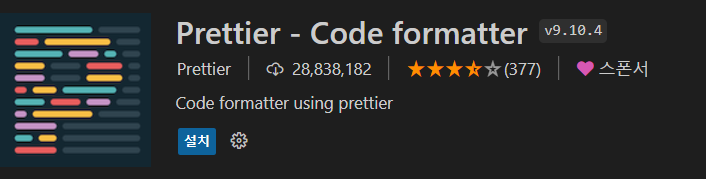 Prettier - Code formatter v9.10.4
Prettier 28,838,182 (377) 스폰서
Code formatter using prettier
설치